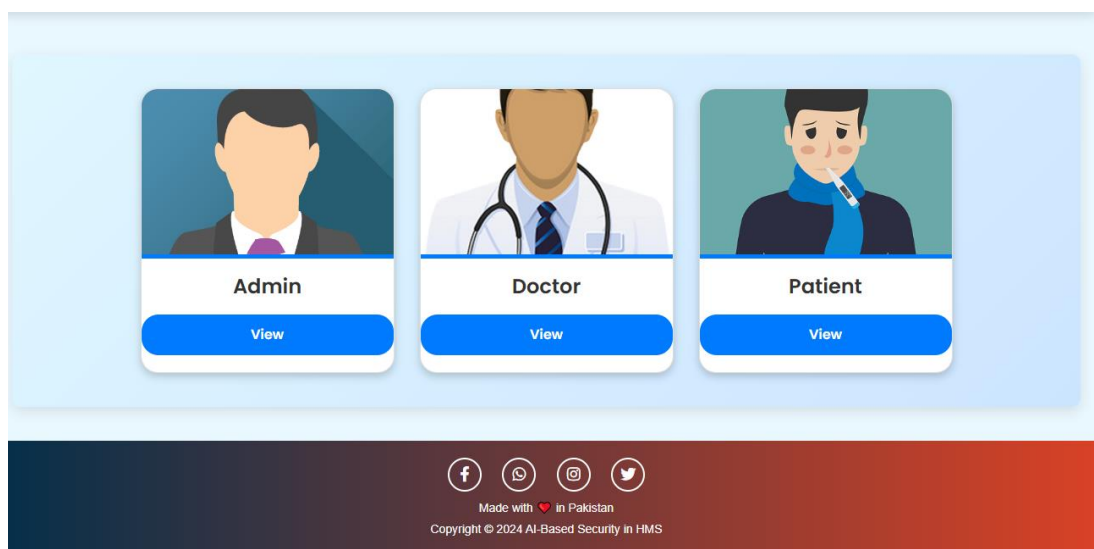 Admin
Doctor
Patient
View
View
View
Made with ❤️ in Pakistan
Copyright © 2024 AI-Based Security in HMS